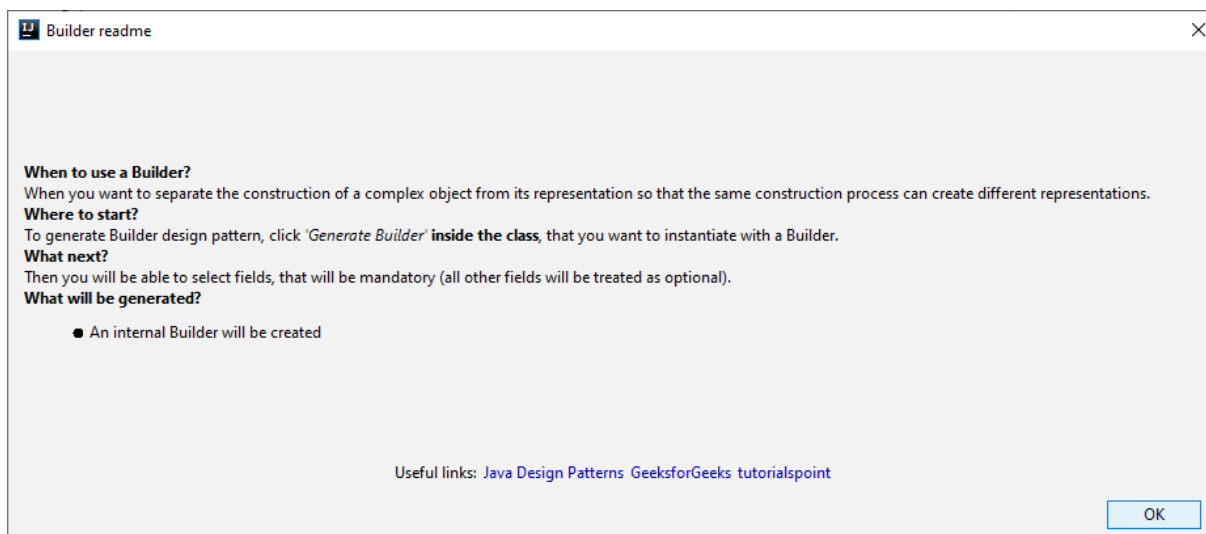 IJ
Builder readme
When to use a Builder?
When you want to separate the construction of a complex object from its representation so that the same construction process can create different representations.
Where to start?
To generate Builder design pattern, click 'Generate Builder' inside the class, that you want to instantiate with a Builder.
What next?
Then you will be able to select fields, that will be mandatory (all other fields will be treated as optional).
What will be generated?
● An internal Builder will be created
Useful links: Java Design Patterns GeeksforGeeks tutorialspoint
OK